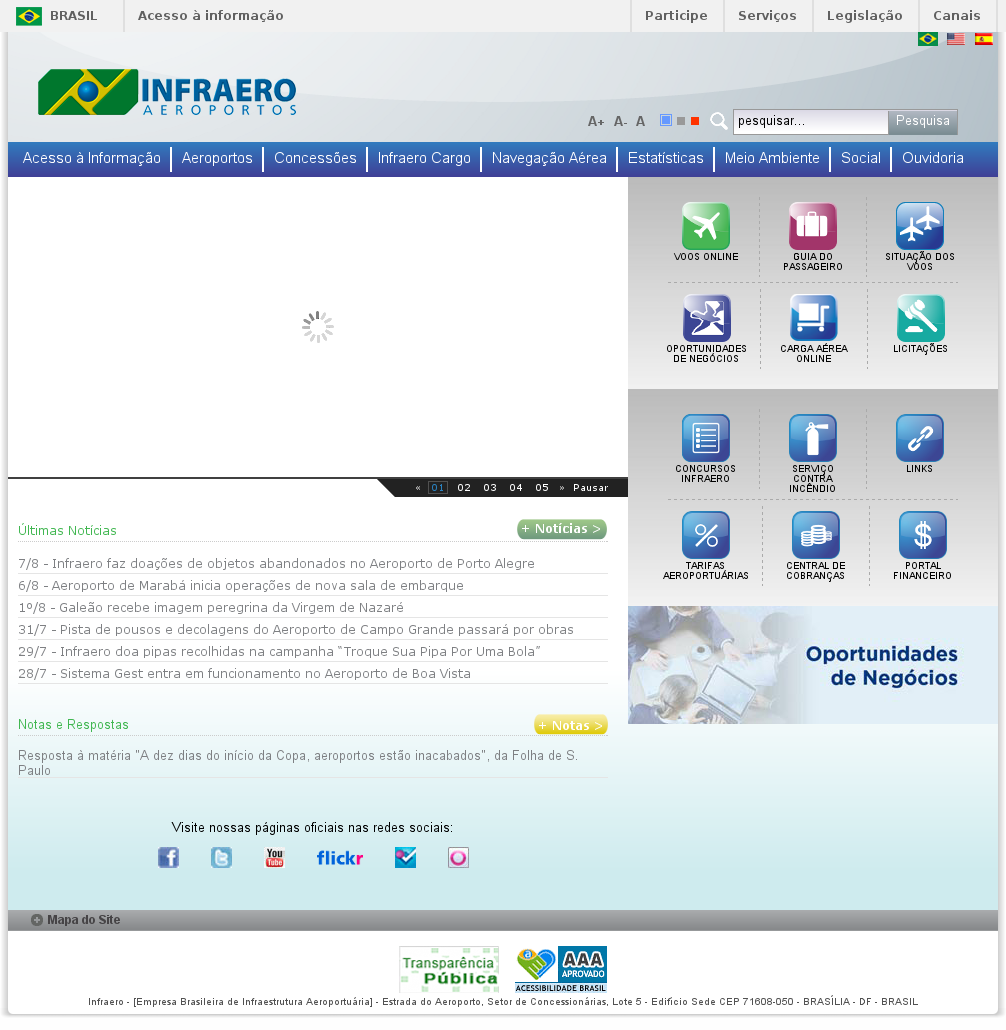 BRASIL Acesso à informação Participe Serviços Legislação Canais
INFRAERO
AEROPORTOS
A+ A- A pesquisar... Pesquisa
Acesso à Informação Aeroportos Concessões Infraero Cargo Navegação Aérea Estatísticas Meio Ambiente Social Ouvidoria
VOOS ONLINE
GUIA DO
PASSAGEIRO
SITUAÇÃO DOS
VOOS
OPORTUNIDADES
DE NEGÓCIOS
CARGA AÉREA
ONLINE
LICITAÇÕES
CONCURSOS
INFRAERO
SERVIÇO
CONTRA
INCÊNDIO
LINKS
TARIFAS
AEROPORTUÁRIAS
CENTRAL DE
COBRANÇAS
PORTAL
FINANCEIRO
Oportunidades
de Negócios
« 01 02 03 04 05 » Pausar
Últimas Notícias
+ Notícias >
7/8 - Infraero faz doações de objetos abandonados no Aeroporto de Porto Alegre
6/8 - Aeroporto de Marabá inicia operações de nova sala de embarque
1º/8 - Galeão recebe imagem peregrina da Virgem de Nazaré
31/7 - Pista de pousos e decolagens do Aeroporto de Campo Grande passará por obras
29/7 - Infraero doa pipas recolhidas na campanha “Troque Sua Pipa Por Uma Bola”
28/7 - Sistema Gest entra em funcionamento no Aeroporto de Boa Vista
Notas e Respostas
+ Notas >
Resposta á matéria "A dez dias do início da Copa, aeroportos estão inacabados", da Folha de S.
Paulo
Visite nossas páginas oficiais nas redes sociais:
You
Tube
flickr
Mapa do Site
Transparência
Pública
AAA
APROVADO
ACESSIBILIDADE BRASIL
Infraero - [Empresa Brasileira de Infraestrutura Aeroportuária] - Estrada do Aeroporto, Setor de Concessionárias, Lote 5 - Edificio Sede CEP 71608-050 - BRASÍLIA - DF - BRASIL